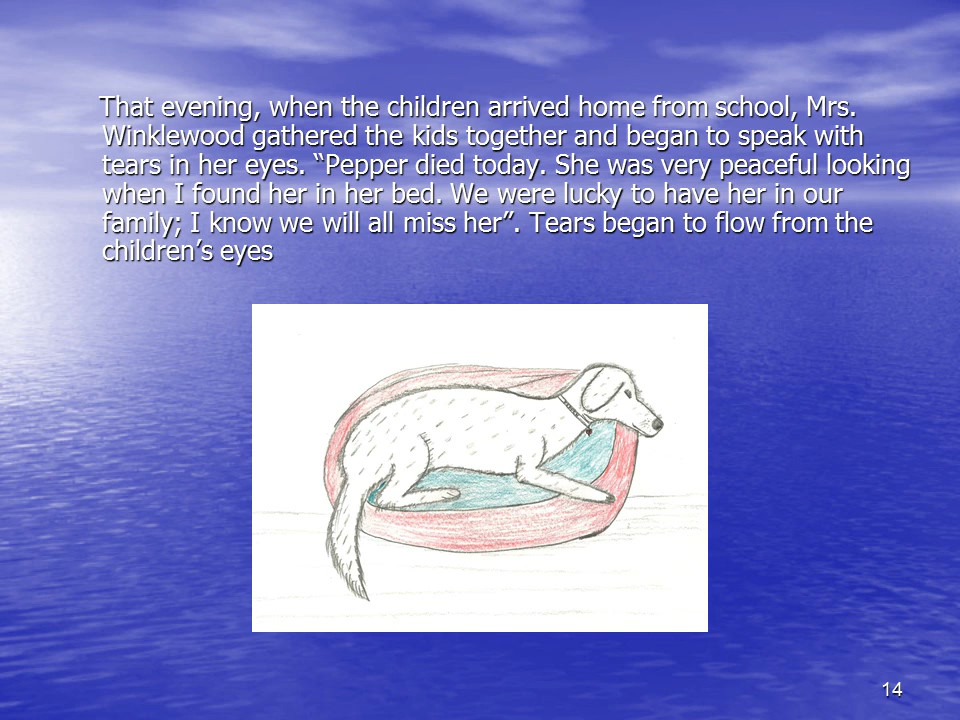 That evening, when the children arrived home from school, Mrs.
Winklewood gathered the kids together and began to speak with
tears in her eyes. “Pepper died today. She was very peaceful looking
when I found her in her bed. We were lucky to have her in our
family; I know we will all miss her”. Tears began to flow from the
children’s eyes
14